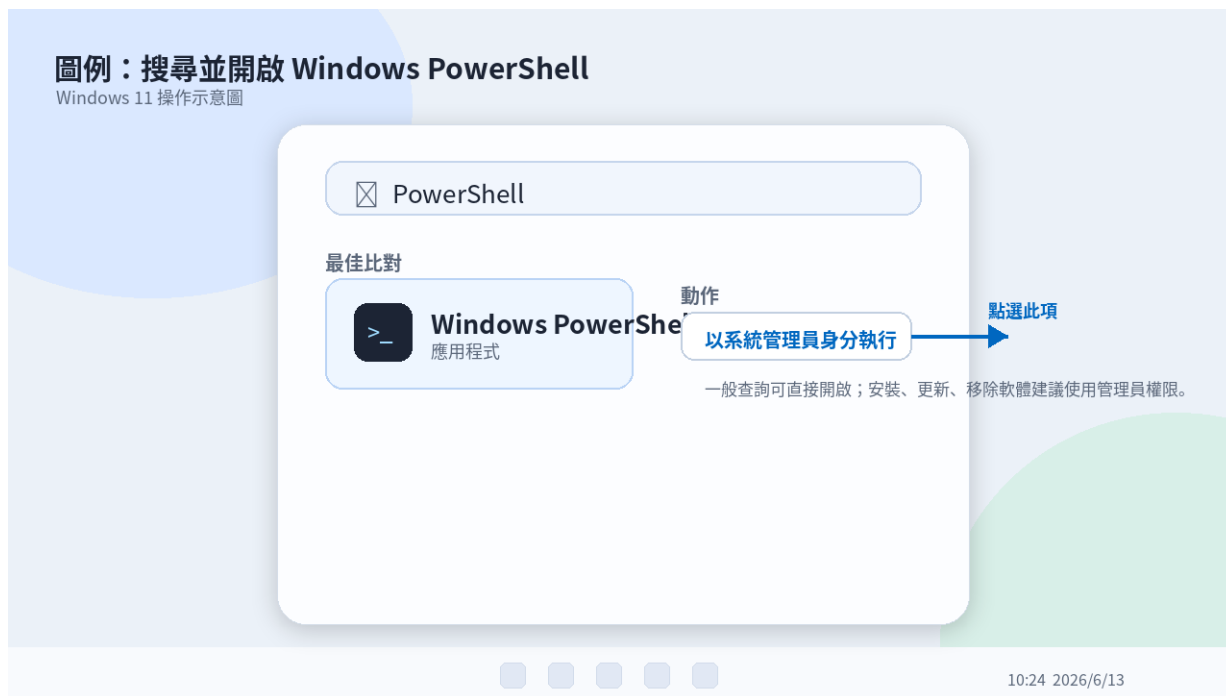 圖例：搜尋並開啟 Windows PowerShell
Windows 11 操作示意圖
PowerShell
最佳比對
Windows PowerShe
應用程式
>_
動作
以系統管理員身分執行
點選此項
一般查詢可直接開啟；安裝、更新、移除軟體建議使用管理員權限。
10:24 2026/6/13